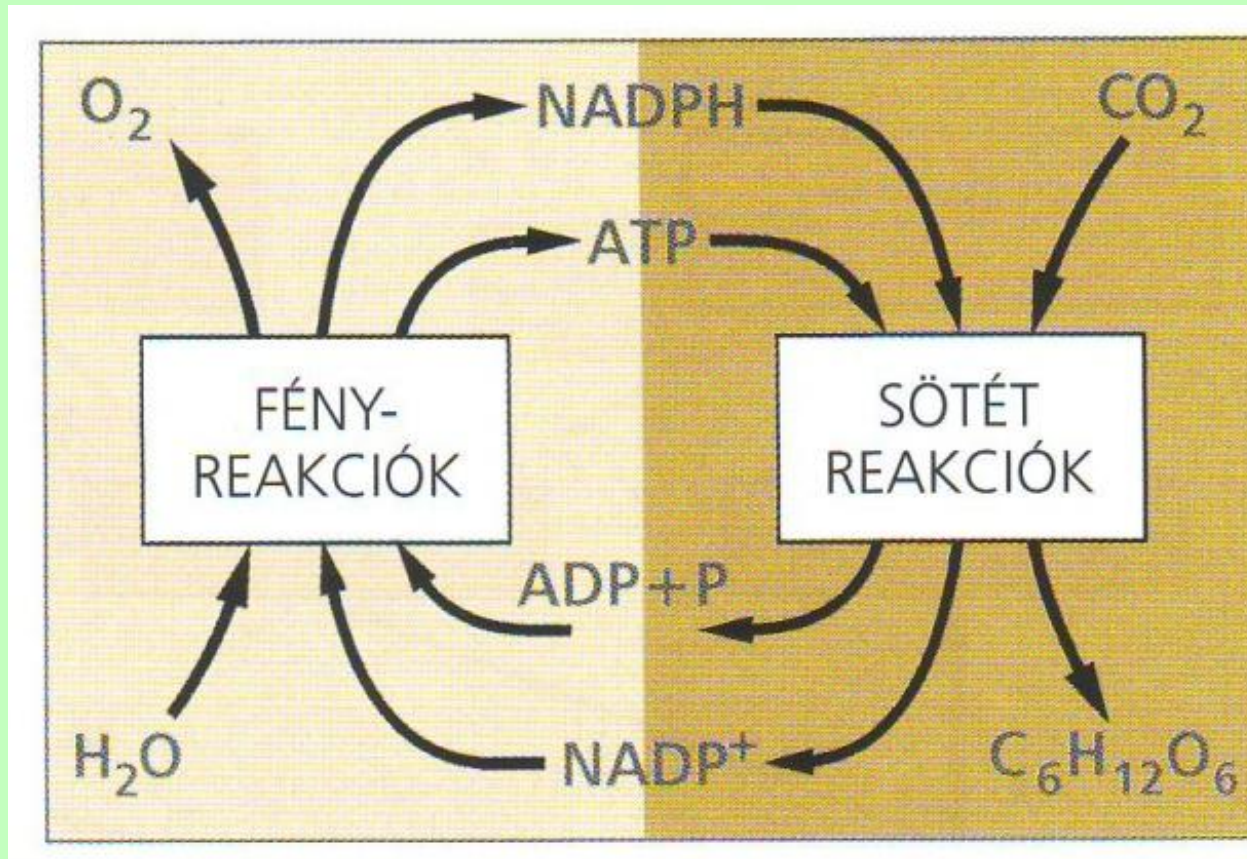 O₂
NADPH
CO₂
ATP
FÉNY-
REAKCIÓK
SÖTÉT
REAKCIÓK
ADP+P
H₂O
NADP⁺
C₆H₁₂O₆